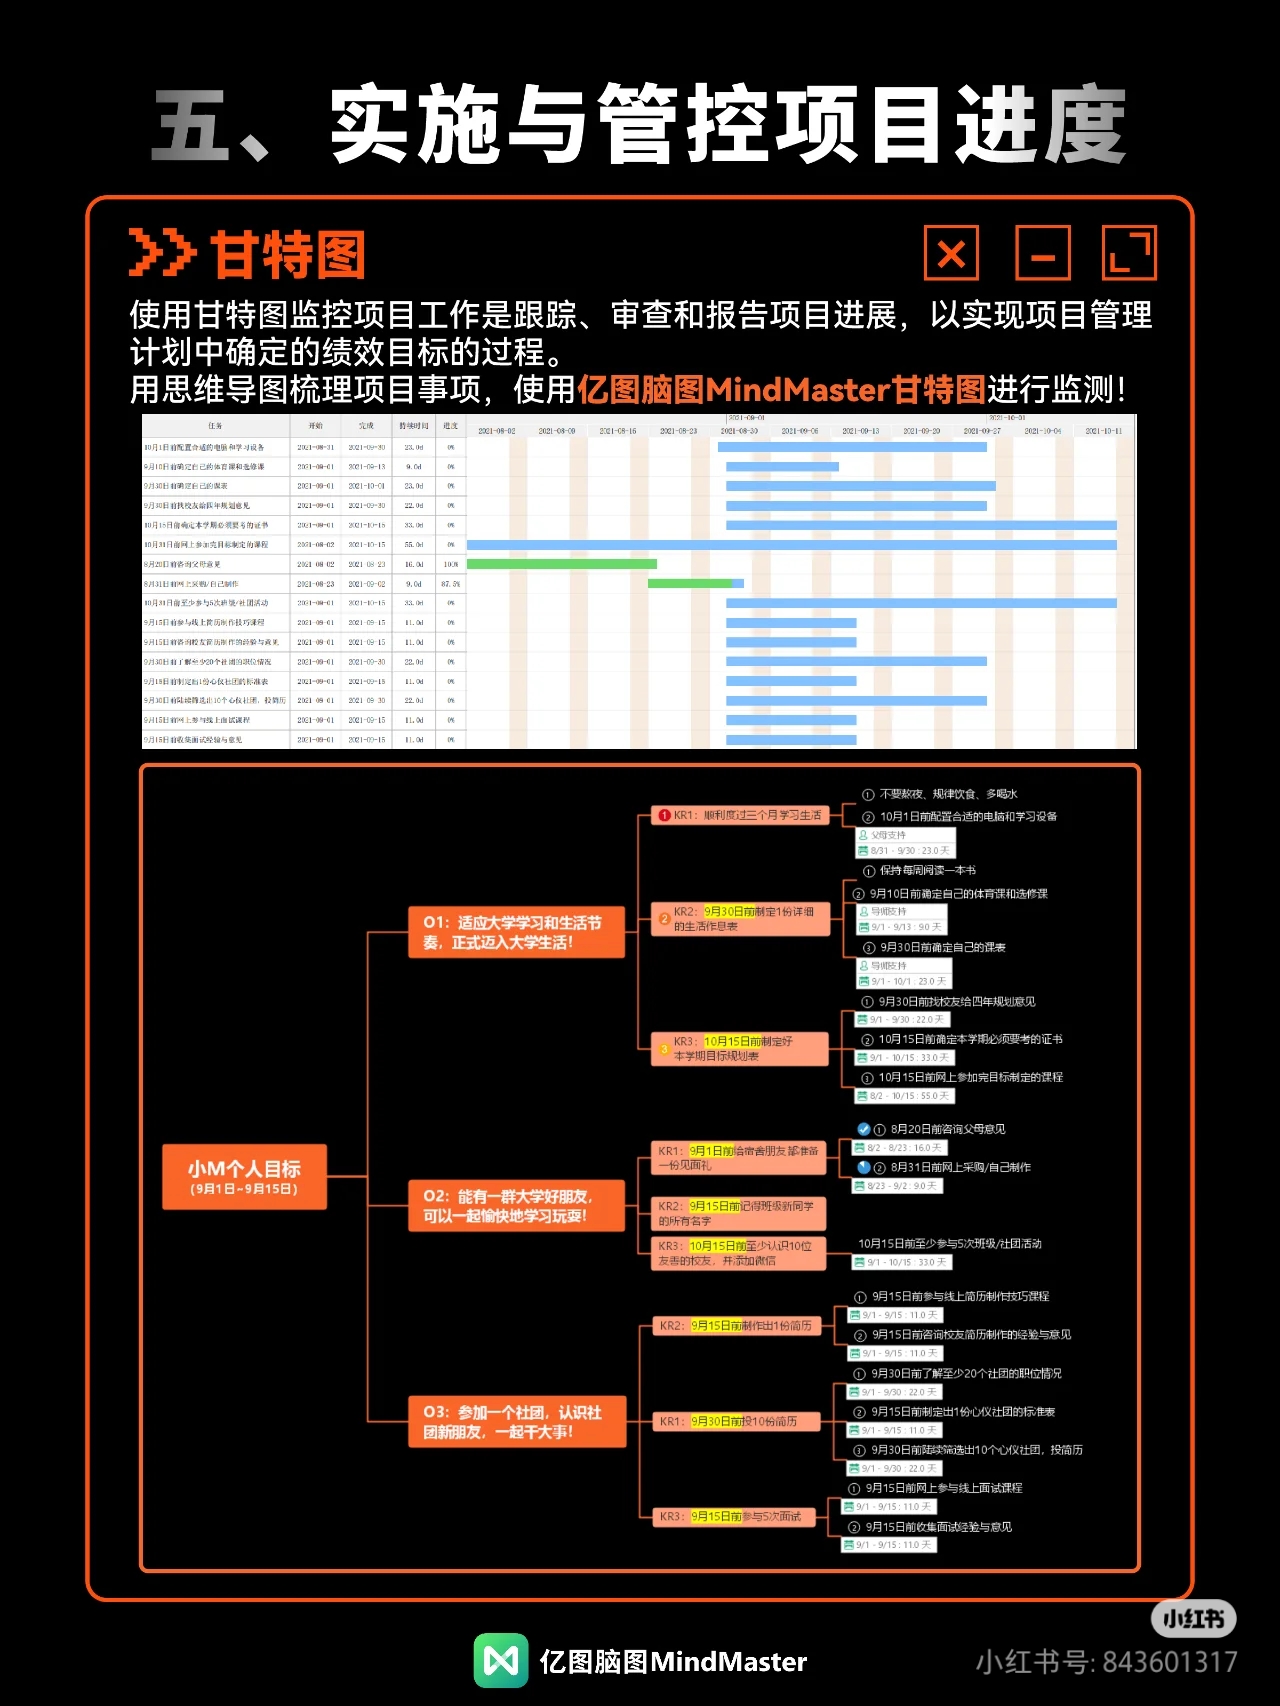 五、实施与管控项目进度
甘特图
使用甘特图监控项目工作是跟踪、审查和报告项目进展，以实现项目管理
计划中确定的绩效目标的过程。
用思维导图梳理项目事项，使用亿图脑图MindMaster甘特图进行监测！
任务 开始 完成 持续时间 进度
2021-09-01 2021-10-01
2021-08-02 2021-08-09 2021-08-16 2021-08-23 2021-08-30 2021-09-06 2021-09-13 2021-09-20 2021-09-27 2021-10-04 2021-10-11
10月1日前配置合适的电脑和学习设备 2021-08-31 2021-09-30 23.0d 0%
9月10日前确定自己的体育课和选修课 2021-09-01 2021-09-13 9.0d 0%
9月30日前确定自己的课表 2021-09-01 2021-10-01 23.0d 0%
9月30日前找校友给四年规划意见 2021-09-01 2021-09-30 22.0d 0%
10月15日前确定本学期必须要考的证书 2021-09-01 2021-10-15 33.0d 0%
10月31日前网上参加完目标制定的课程 2021-08-02 2021-10-15 55.0d 0%
8月20日前咨询父母意见 2021-08-02 2021-08-23 16.0d 100%
8月31日前网上采购/自己制作 2021-08-23 2021-09-02 9.0d 87.5%
10月31日前至少参与5次班级/社团活动 2021-09-01 2021-10-15 33.0d 0%
9月15日前参与线上简历制作技巧课程 2021-09-01 2021-09-15 11.0d 0%
9月15日前咨询校友简历制作的经验与意见 2021-09-01 2021-09-15 11.0d 0%
9月30日前了解至少20个社团的职位情况 2021-09-01 2021-09-30 22.0d 0%
9月15日前制定出1份心仪社团的标准表 2021-09-01 2021-09-15 11.0d 0%
9月30日前陆续筛选出10个心仪社团，投简历 2021-09-01 2021-09-30 22.0d 0%
9月15日前网上参与线上面试课程 2021-09-01 2021-09-15 11.0d 0%
9月15日前收集面试经验与意见 2021-09-01 2021-09-15 11.0d 0%
小M个人目标
(9月1日~9月15日)
O1：适应大学学习和生活节
奏，正式迈入大学生活！
1 KR1：顺利度过三个月学习生活
① 不要熬夜、规律饮食、多喝水
② 10月1日前配置合适的电脑和学习设备
父母支持
8/31 - 9/30 : 23.0 天
2 KR2：9月30日前制定1份详细
的生活作息表
① 保持每周阅读一本书
② 9月10日前确定自己的体育课和选修课
导师支持
9/1 - 9/13 : 9.0 天
③ 9月30日前确定自己的课表
导师支持
9/1 - 10/1 : 23.0 天
3 KR3：10月15日前制定好
本学期目标规划表
① 9月30日前找校友给四年规划意见
9/1 - 9/30 : 22.0 天
② 10月15日前确定本学期必须要考的证书
9/1 - 10/15 : 33.0 天
③ 10月15日前网上参加完目标制定的课程
8/2 - 10/15 : 55.0 天
O2：能有一群大学好朋友，
可以一起愉快地学习玩耍！
KR1：9月1日前给宿舍朋友都准备
一份见面礼
① 8月20日前咨询父母意见
8/2 - 8/23 : 16.0 天
② 8月31日前网上采购/自己制作
8/23 - 9/2 : 9.0 天
KR2：9月15日前记得班级新同学
的所有名字
KR3：10月15日前至少认识10位
友善的校友，并添加微信
10月15日前至少参与5次班级/社团活动
9/1 - 10/15 : 33.0 天
O3：参加一个社团，认识社
团新朋友，一起干大事！
KR2：9月15日前制作出1份简历
① 9月15日前参与线上简历制作技巧课程
9/1 - 9/15 : 11.0 天
② 9月15日前咨询校友简历制作的经验与意见
9/1 - 9/15 : 11.0 天
KR1：9月30日前投10份简历
① 9月30日前了解至少20个社团的职位情况
9/1 - 9/30 : 22.0 天
② 9月15日前制定出1份心仪社团的标准表
9/1 - 9/15 : 11.0 天
③ 9月30日前陆续筛选出10个心仪社团，投简历
9/1 - 9/30 : 22.0 天
KR3：9月15日前参与5次面试
① 9月15日前网上参与线上面试课程
9/1 - 9/15 : 11.0 天
② 9月15日前收集面试经验与意见
9/1 - 9/15 : 11.0 天
亿图脑图MindMaster
小红书
小红书号: 843601317